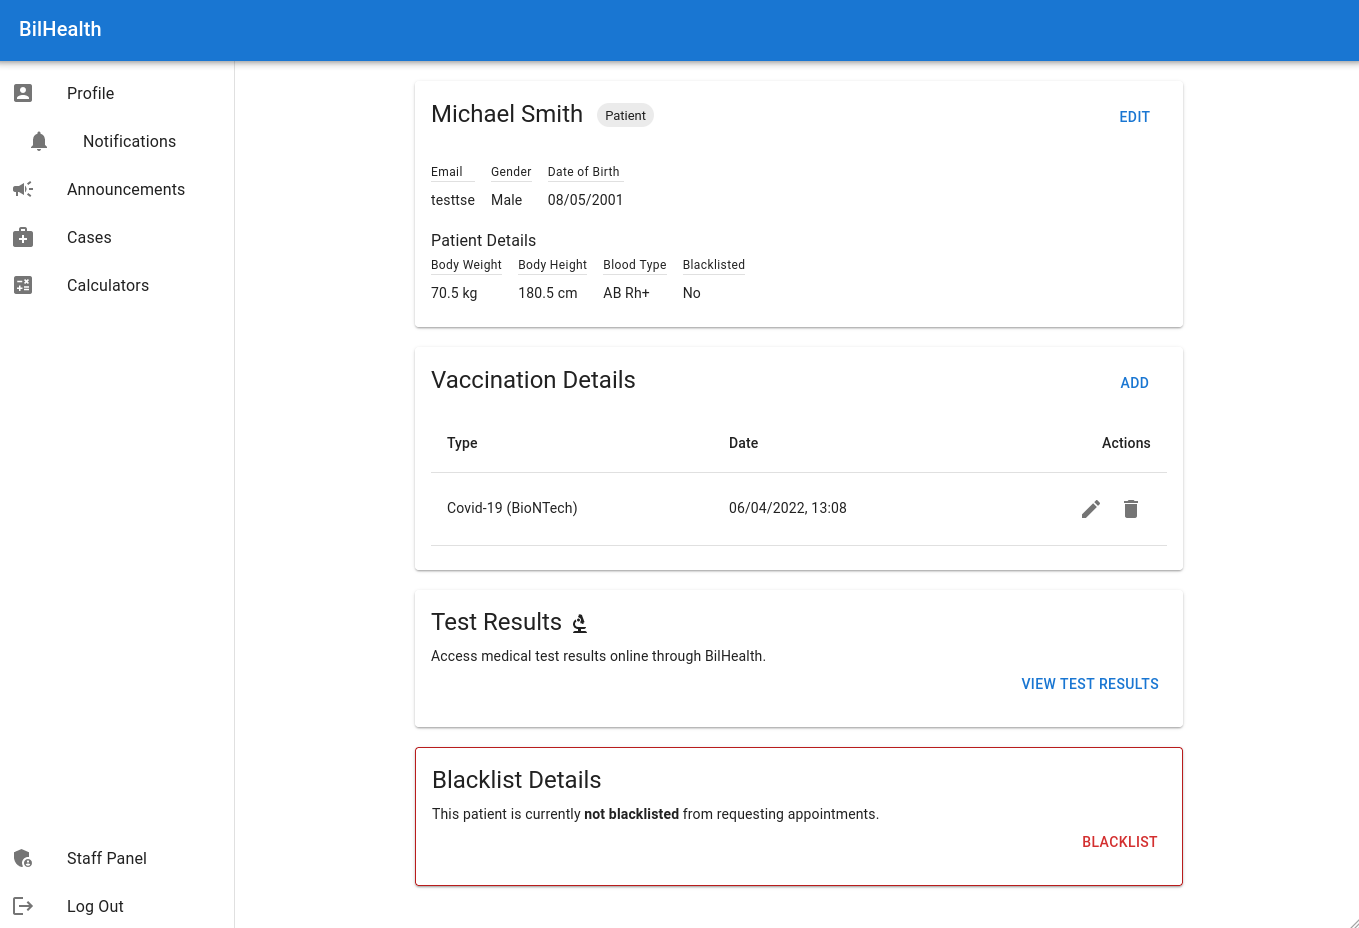 BilHealth
Profile
Notifications
Announcements
Cases
Calculators
Staff Panel
Log Out
Michael Smith Patient
EDIT
Email Gender Date of Birth
testtse Male 08/05/2001
Patient Details
Body Weight Body Height Blood Type Blacklisted
70.5 kg 180.5 cm AB Rh+ No
Vaccination Details
ADD
Type Date Actions
Covid-19 (BioNTech) 06/04/2022, 13:08
Test Results
Access medical test results online through BilHealth.
VIEW TEST RESULTS
Blacklist Details
This patient is currently not blacklisted from requesting appointments.
BLACKLIST